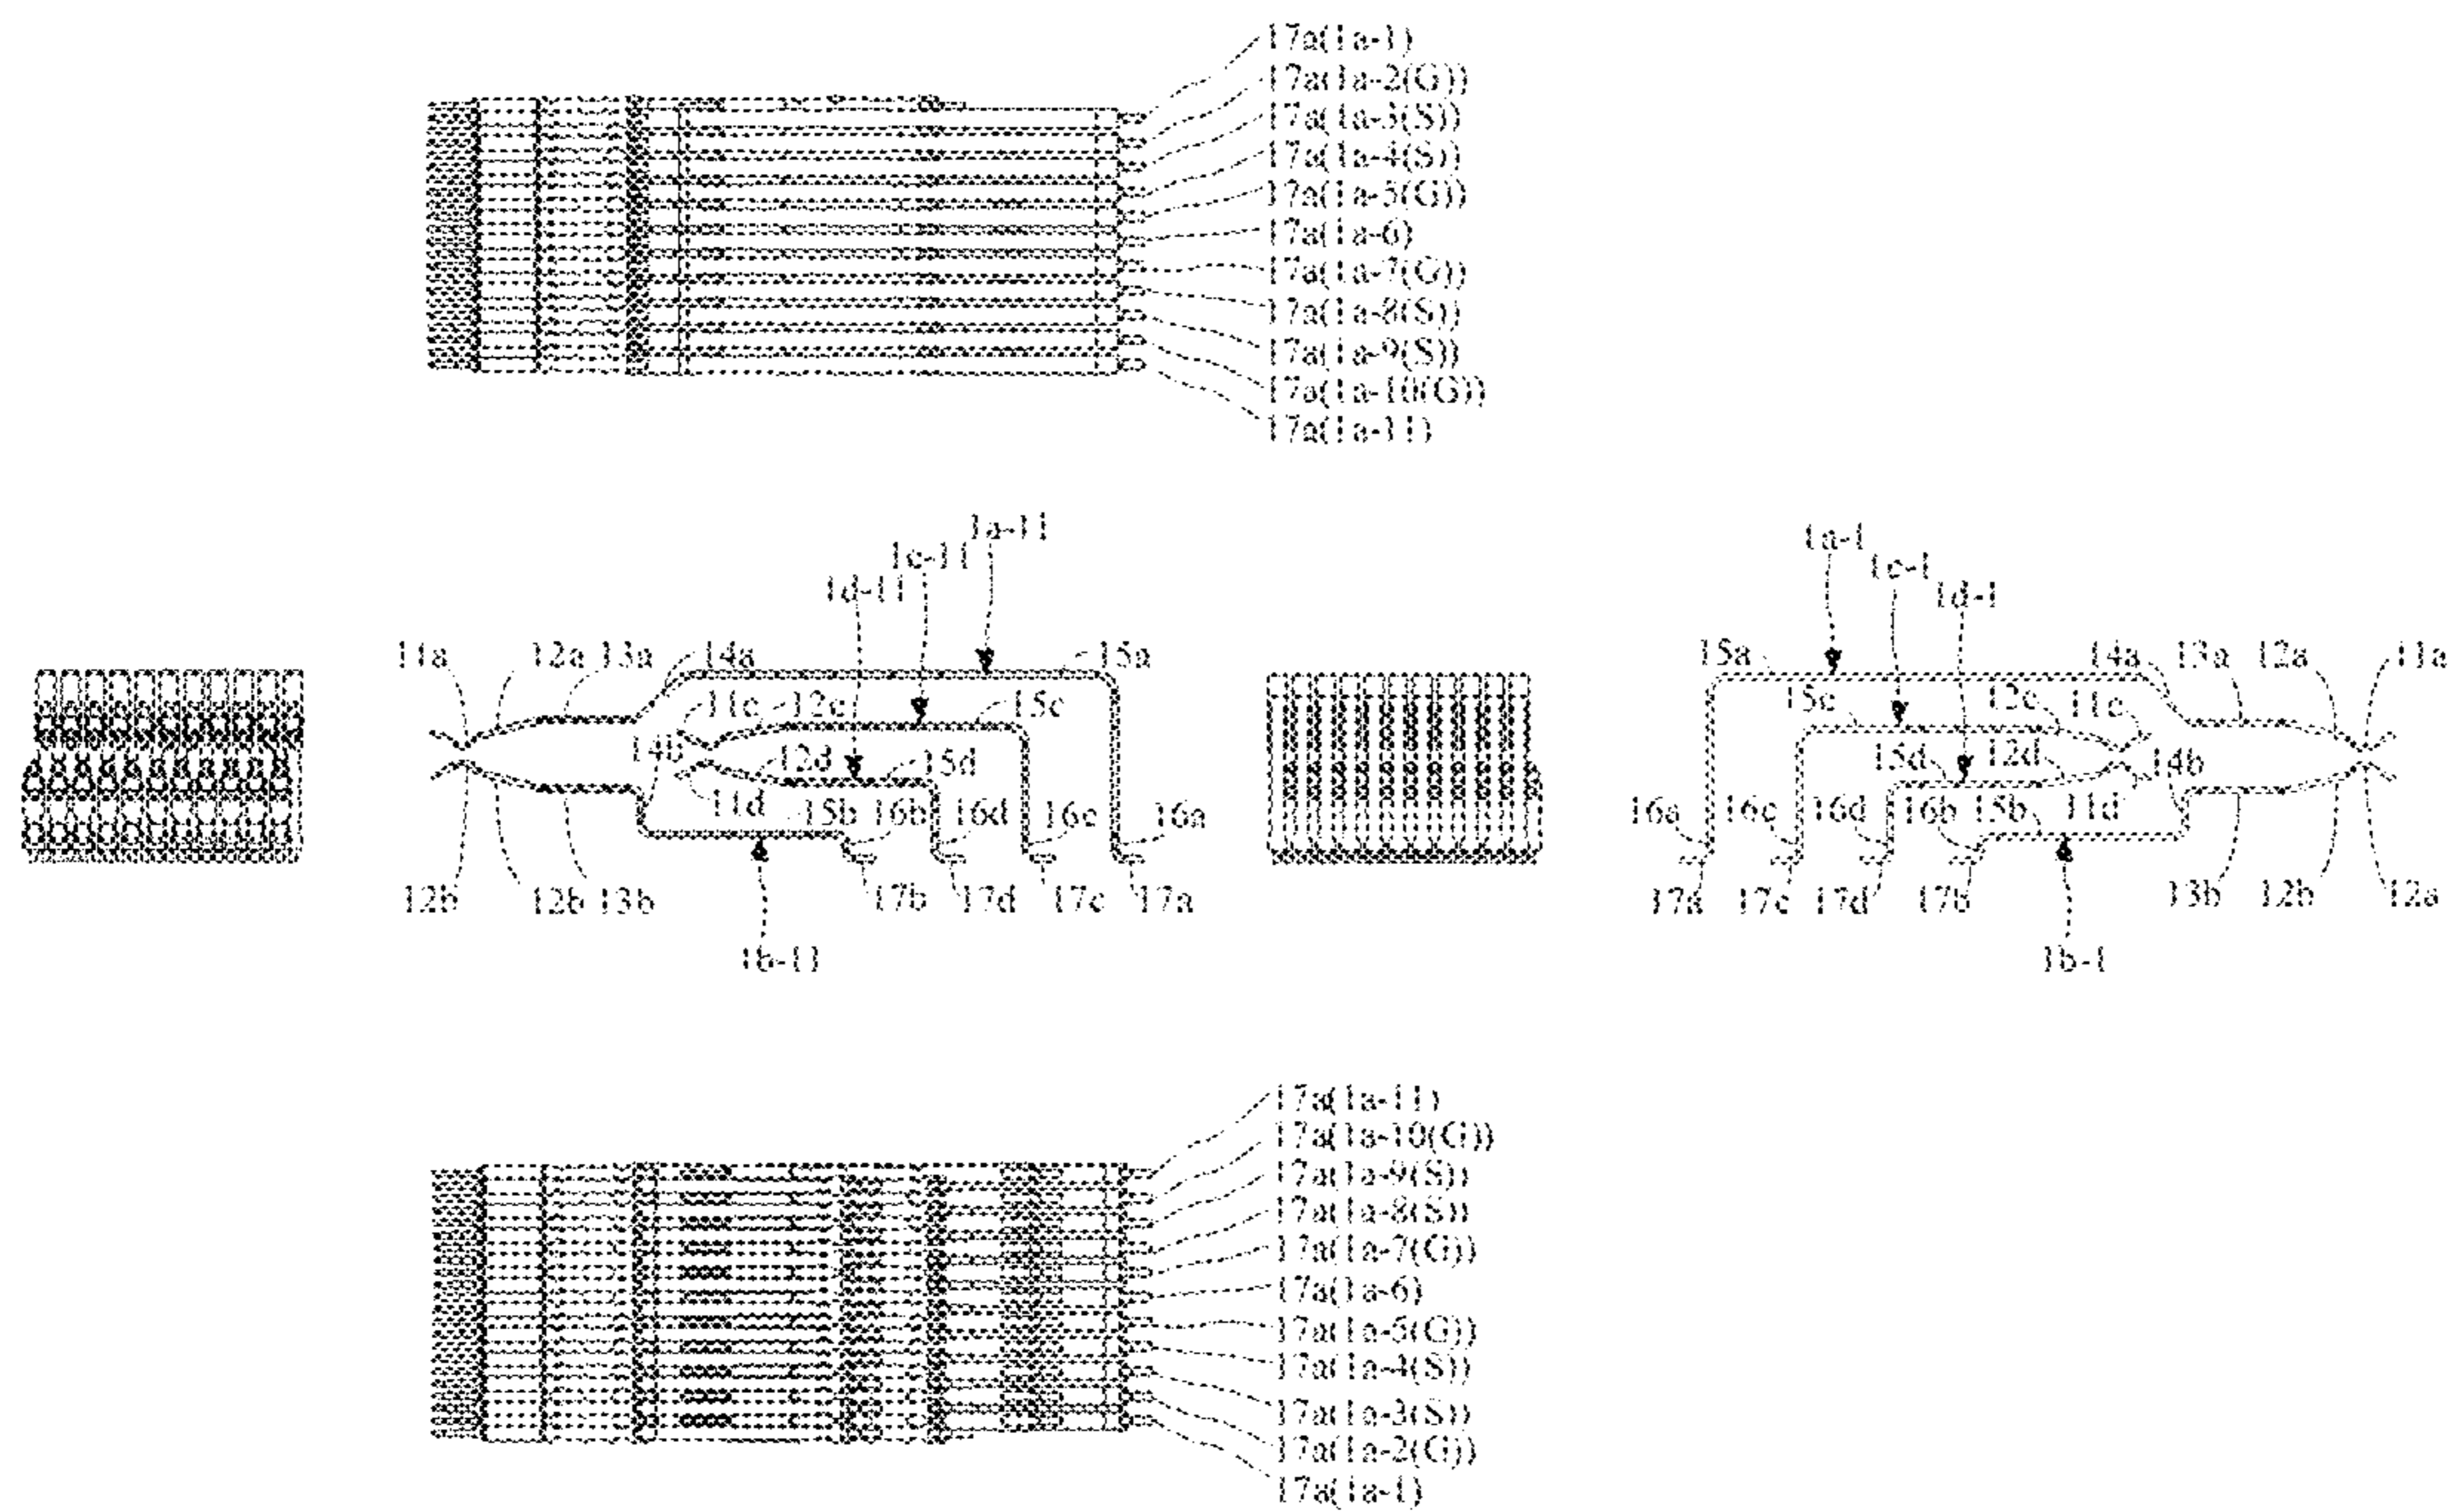 17a(1a-1)
17a(1a-2(G))
17a(1a-3(S))
17a(1a-4(S))
17a(1a-5(G))
17a(1a-6)
17a(1a-7(G))
17a(1a-8(S))
17a(1a-9(S))
17a(1a-10(G))
17a(1a-11)
1a-11
1c-11
1d-11
11a 12a 13a 14a 15a
11c 12c 15c
14b 12d 15d
11d 15b 16b 16d 16c 16a
12b 12b 13b 17b 17d 17c 17a
1b-11
1a-1
1c-1
1d-1
15a 14a 13a 12a 11a
15c 12c 11c
15d 12d 14b
16a 16c 16d 16b 15b 11d
17a 17c 17d 17b 13b 12b 12a
1b-1
17a(1a-11)
17a(1a-10(G))
17a(1a-9(S))
17a(1a-8(S))
17a(1a-7(G))
17a(1a-6)
17a(1a-5(G))
17a(1a-4(S))
17a(1a-3(S))
17a(1a-2(G))
17a(1a-1)